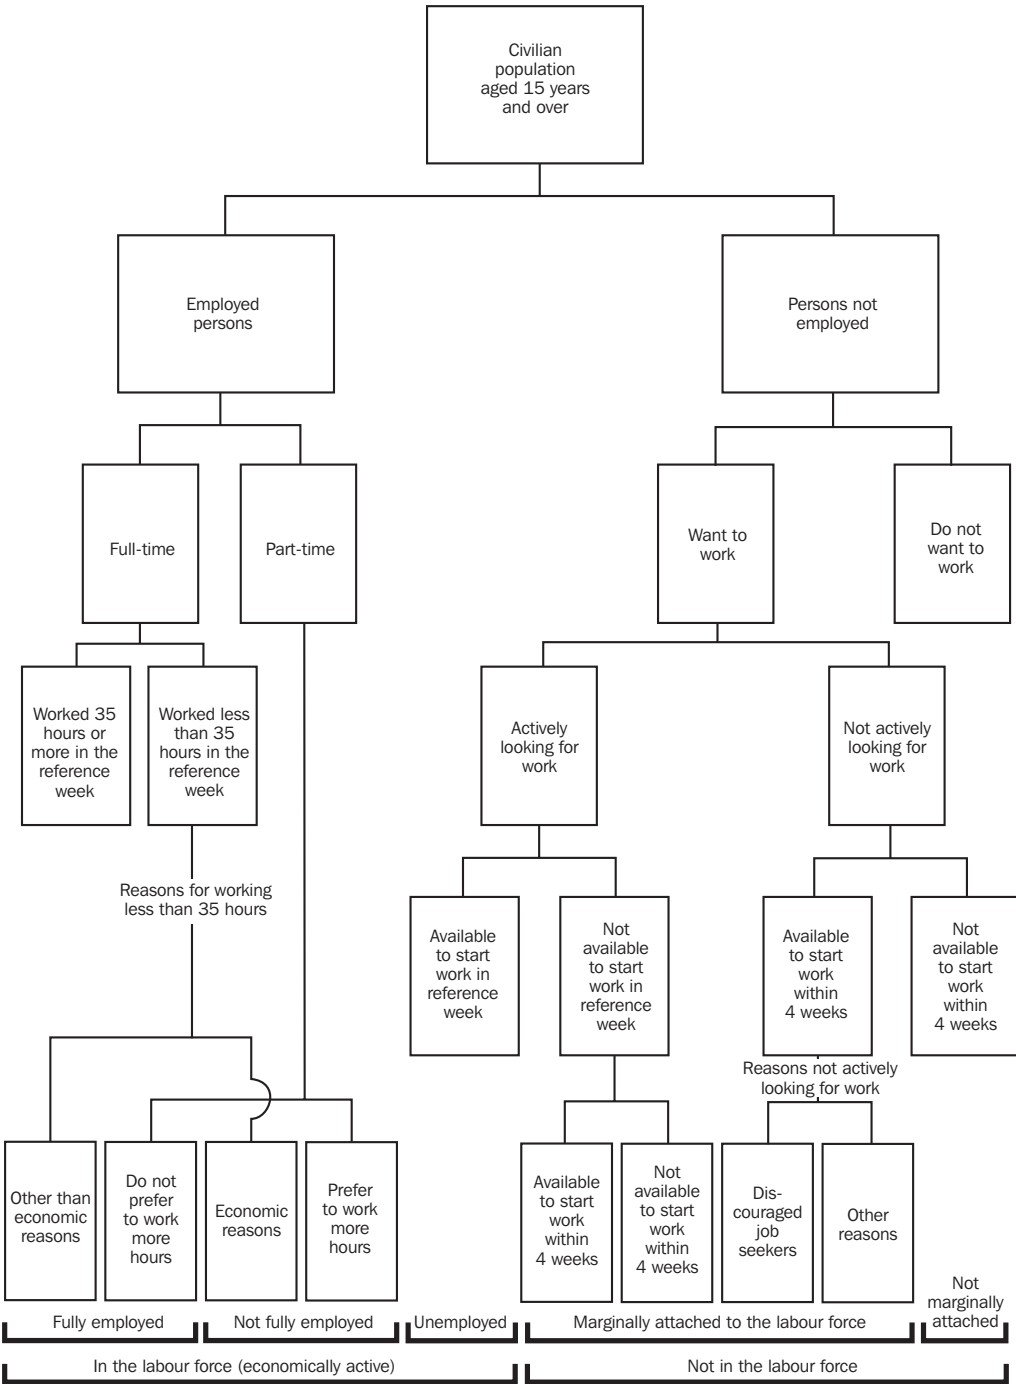 Civilian
population
aged 15 years
and over
Employed
persons
Persons not
employed
Full-time
Part-time
Want to
work
Do not
want to
work
Worked 35
hours or
more in the
reference
week
Worked less
than 35
hours in the
reference
week
Actively
looking for
work
Not actively
looking for
work
Reasons for working
less than 35 hours
Available
to start
work in
reference
week
Not
available
to start
work in
reference
week
Available
to start
work
within
4 weeks
Not
available
to start
work
within
4 weeks
Reasons not actively
looking for work
Other than
economic
reasons
Do not
prefer
to work
more
hours
Economic
reasons
Prefer
to work
more
hours
Available
to start
work
within
4 weeks
Not
available
to start
work
within
4 weeks
Dis-
couraged
job
seekers
Other
reasons
Fully employed
Not fully employed
Unemployed
Marginally attached to the labour force
Not
marginally
attached
In the labour force (economically active)
Not in the labour force